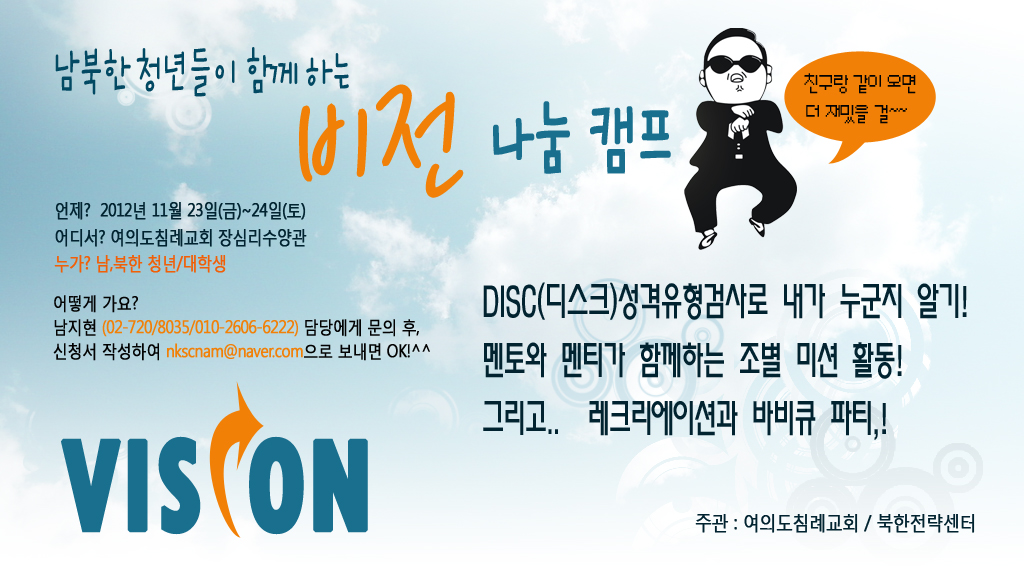 남북한 청년들이 함께 하는
비전 나눔 캠프
친구랑 같이 오면
더 재밌을 걸~~
언제? 2012년 11월 23일(금)~24일(토)
어디서? 여의도침례교회 장심리수양관
누가? 남,북한 청년/대학생
어떻게 가요?
남지현 (02-720/8035/010-2606-6222) 담당에게 문의 후,
신청서 작성하여 nkscnam@naver.com으로 보내면 OK!^^
DISC(디스크)성격유형검사로 내가 누군지 알기!
멘토와 멘티가 함께하는 조별 미션 활동!
그리고.. 레크리에이션과 바비큐 파티,!
VISION
주관 : 여의도침례교회 / 북한전략센터